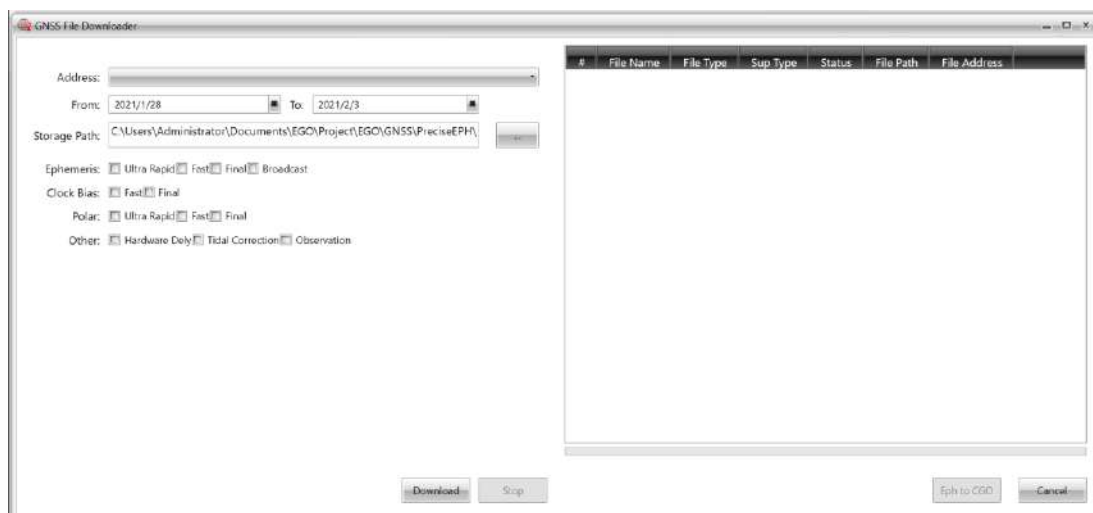 GNSS File Downloader
Address:
From: 2021/1/28 To: 2021/2/3
Storage Path: C:\Users\Administrator\Documents\EGO\Project\EGO\GNSS\PreciseEPH\ ...
Ephemeris: Ultra Rapid Fast Final Broadcast
Clock Bias: Fast Final
Polar: Ultra Rapid Fast Final
Other: Hardware Dely Tidal Correction Observation
# File Name File Type Sup Type Status File Path File Address
Download Stop Eph to CGO Cancel